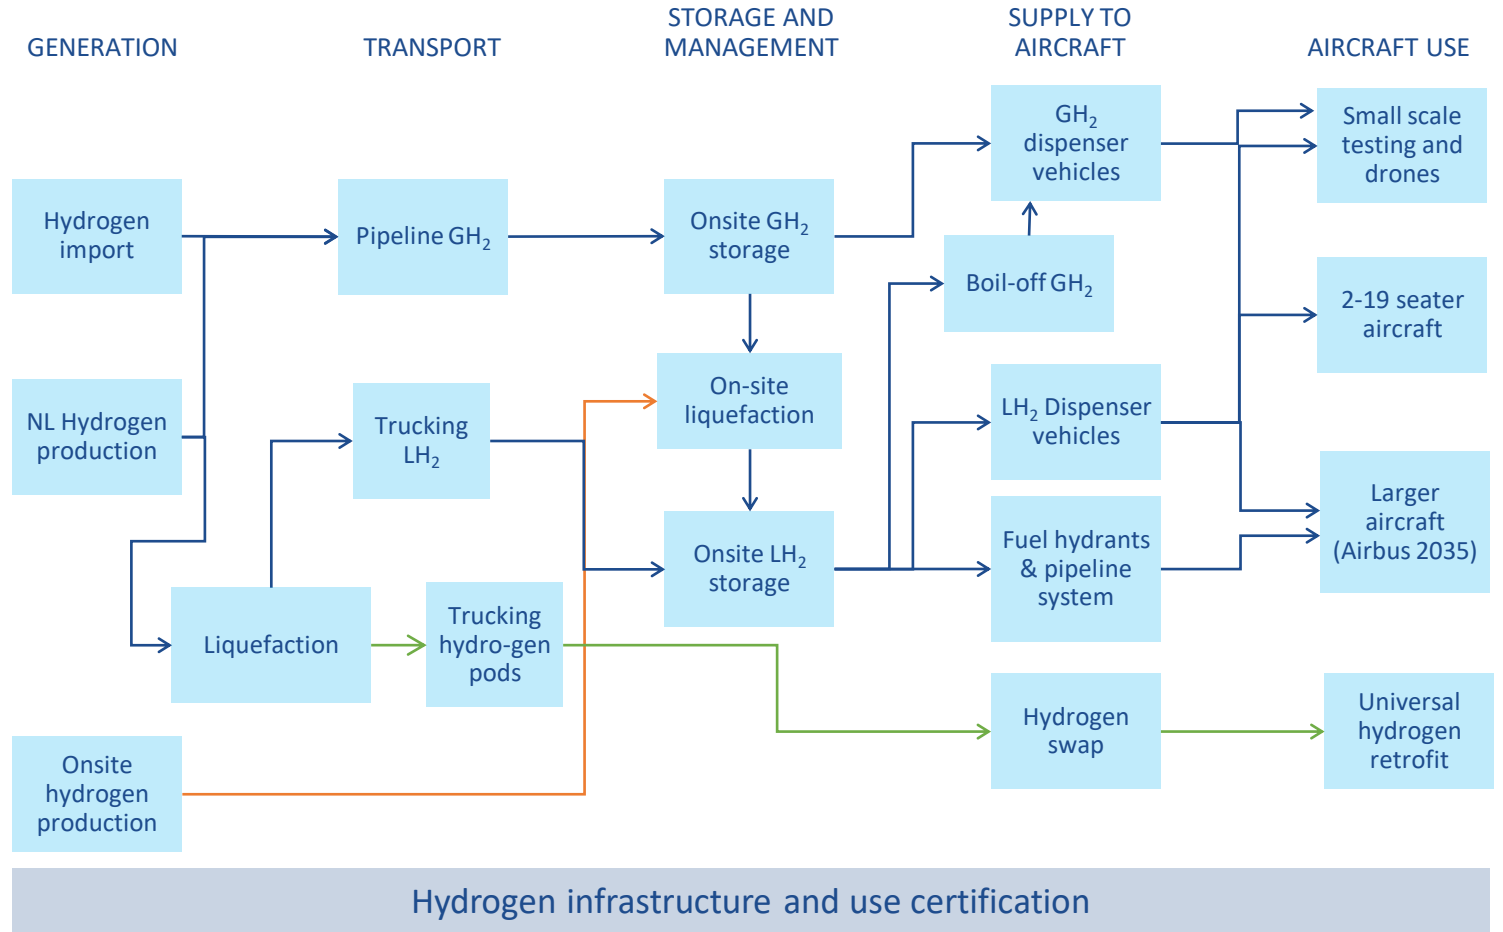 GENERATION
TRANSPORT
STORAGE AND
MANAGEMENT
SUPPLY TO
AIRCRAFT
AIRCRAFT USE
Hydrogen
import
NL Hydrogen
production
Liquefaction
Onsite
hydrogen
production
Pipeline GH₂
Trucking
LH₂
Trucking
hydro-gen
pods
Onsite GH₂
storage
On-site
liquefaction
Onsite LH₂
storage
GH₂
dispenser
vehicles
Boil-off GH₂
LH₂ Dispenser
vehicles
Fuel hydrants
& pipeline
system
Hydrogen
swap
Small scale
testing and
drones
2-19 seater
aircraft
Larger
aircraft
(Airbus 2035)
Universal
hydrogen
retrofit
Hydrogen infrastructure and use certification